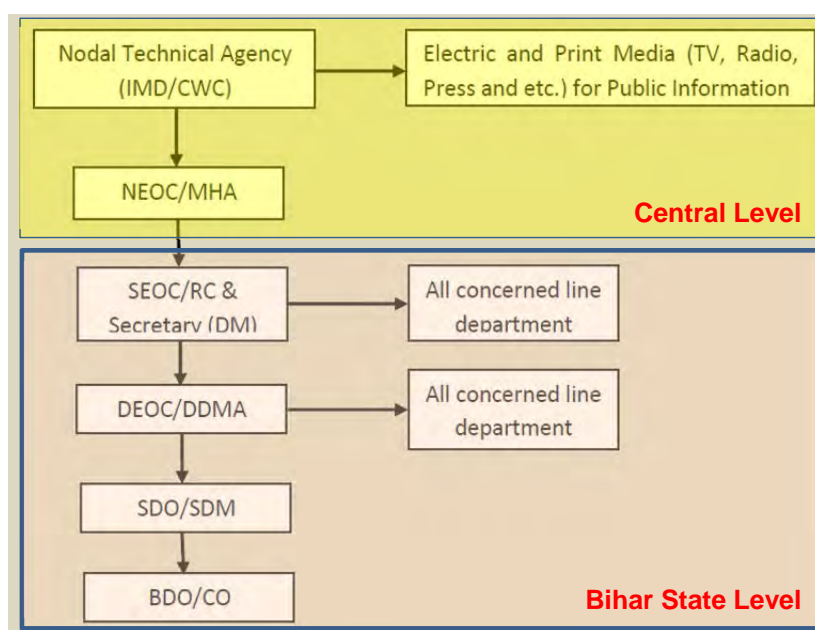 Nodal Technical Agency
(IMD/CWC)
Electric and Print Media (TV, Radio,
Press and etc.) for Public Information
NEOC/MHA
Central Level
SEOC/RC &
Secretary (DM)
All concerned line
department
DEOC/DDMA
All concerned line
department
SDO/SDM
BDO/CO
Bihar State Level